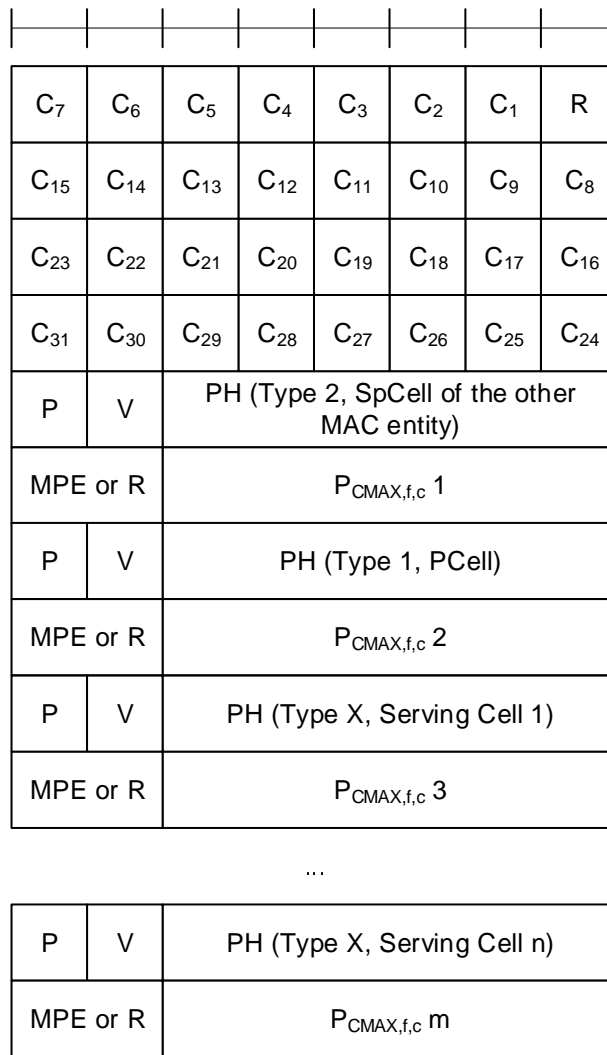 C7 C6 C5 C4 C3 C2 C1 R
C15 C14 C13 C12 C11 C10 C9 C8
C23 C22 C21 C20 C19 C18 C17 C16
C31 C30 C29 C28 C27 C26 C25 C24
P V PH (Type 2, SpCell of the other
MAC entity)
MPE or R PCMAX,f,c 1
P V PH (Type 1, PCell)
MPE or R PCMAX,f,c 2
P V PH (Type X, Serving Cell 1)
MPE or R PCMAX,f,c 3
...
P V PH (Type X, Serving Cell n)
MPE or R PCMAX,f,c m